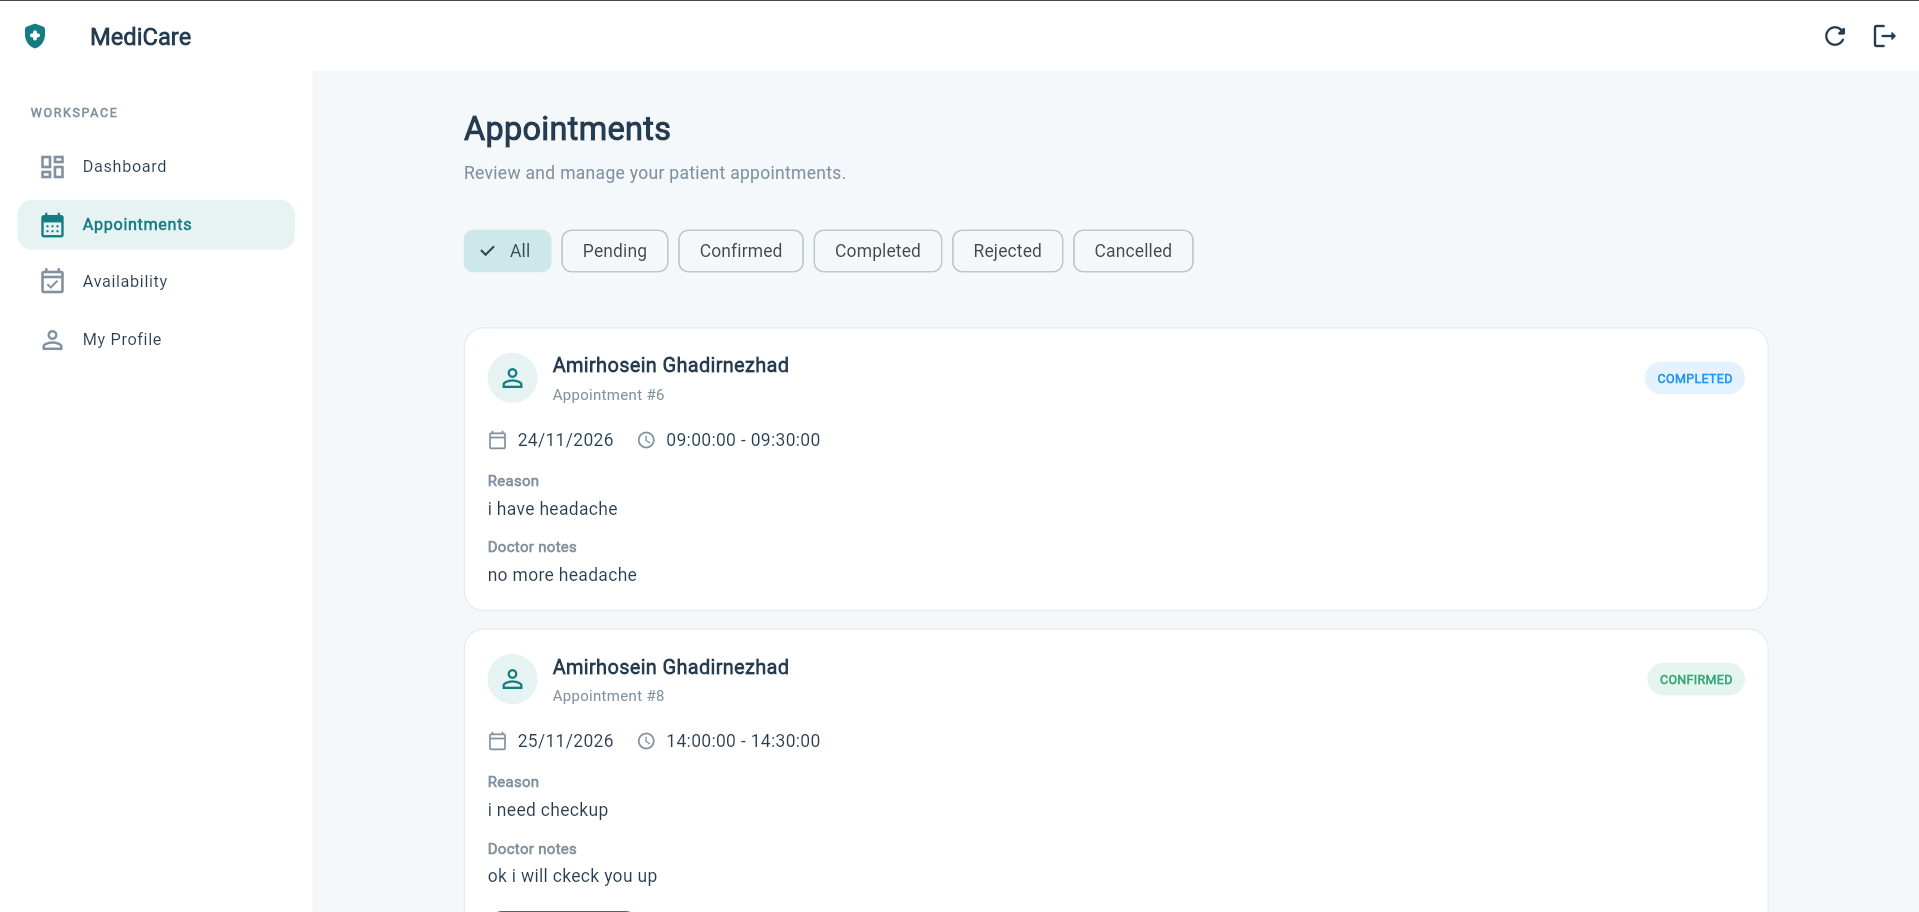 MediCare
WORKSPACE
Dashboard
Appointments
Availability
My Profile
Appointments
Review and manage your patient appointments.
All Pending Confirmed Completed Rejected Cancelled
Amirhosein Ghadirnezhad
Appointment #6
COMPLETED
24/11/2026 09:00:00 - 09:30:00
Reason
i have headache
Doctor notes
no more headache
Amirhosein Ghadirnezhad
Appointment #8
CONFIRMED
25/11/2026 14:00:00 - 14:30:00
Reason
i need checkup
Doctor notes
ok i will ckeck you up